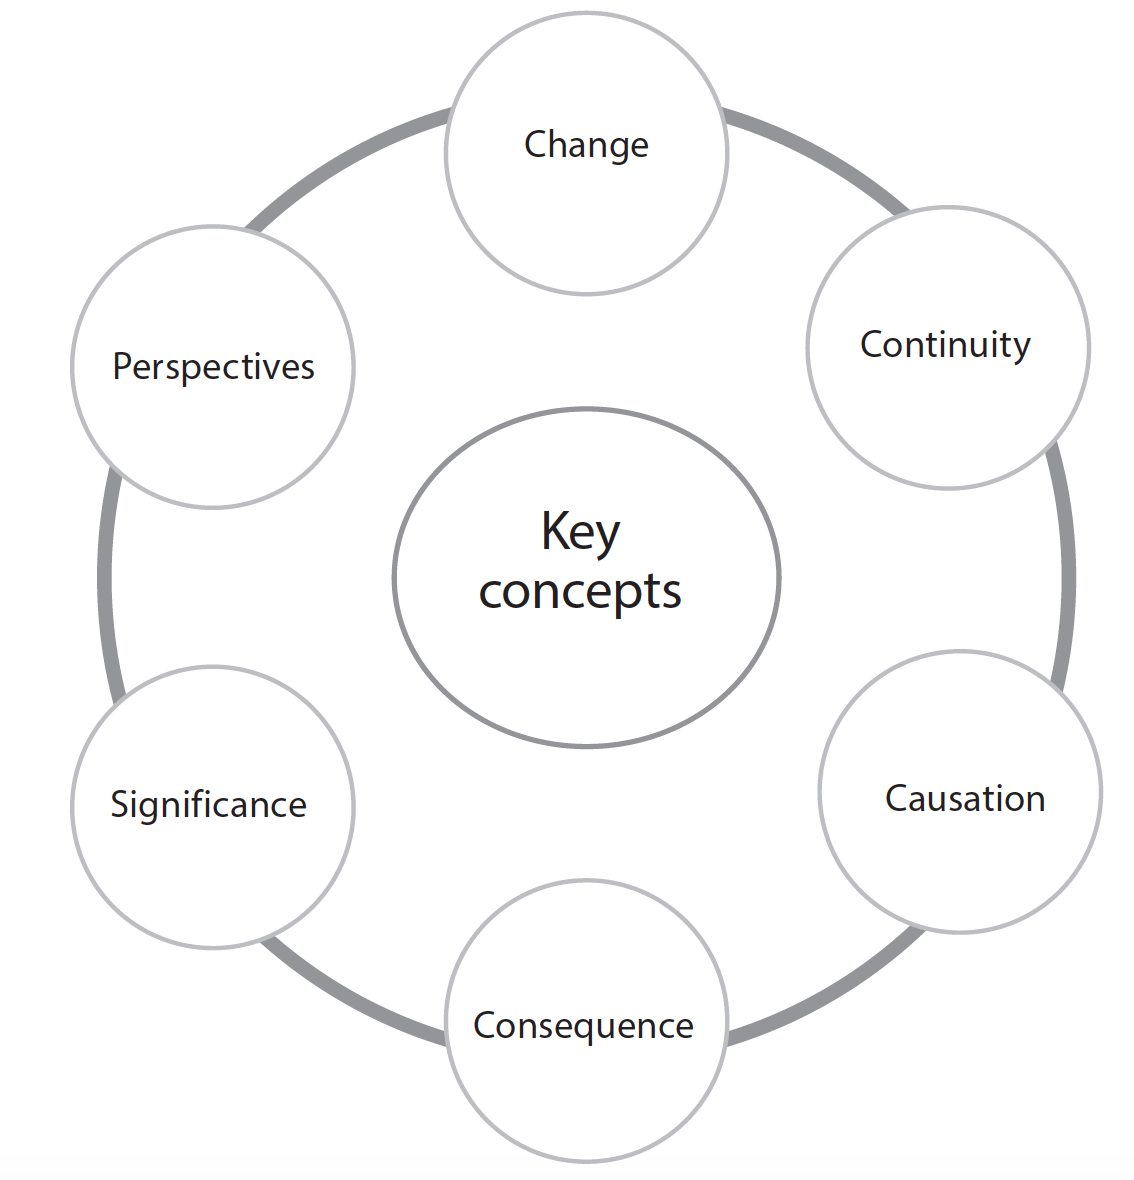 Change
Continuity
Perspectives
Key
concepts
Causation
Significance
Consequence